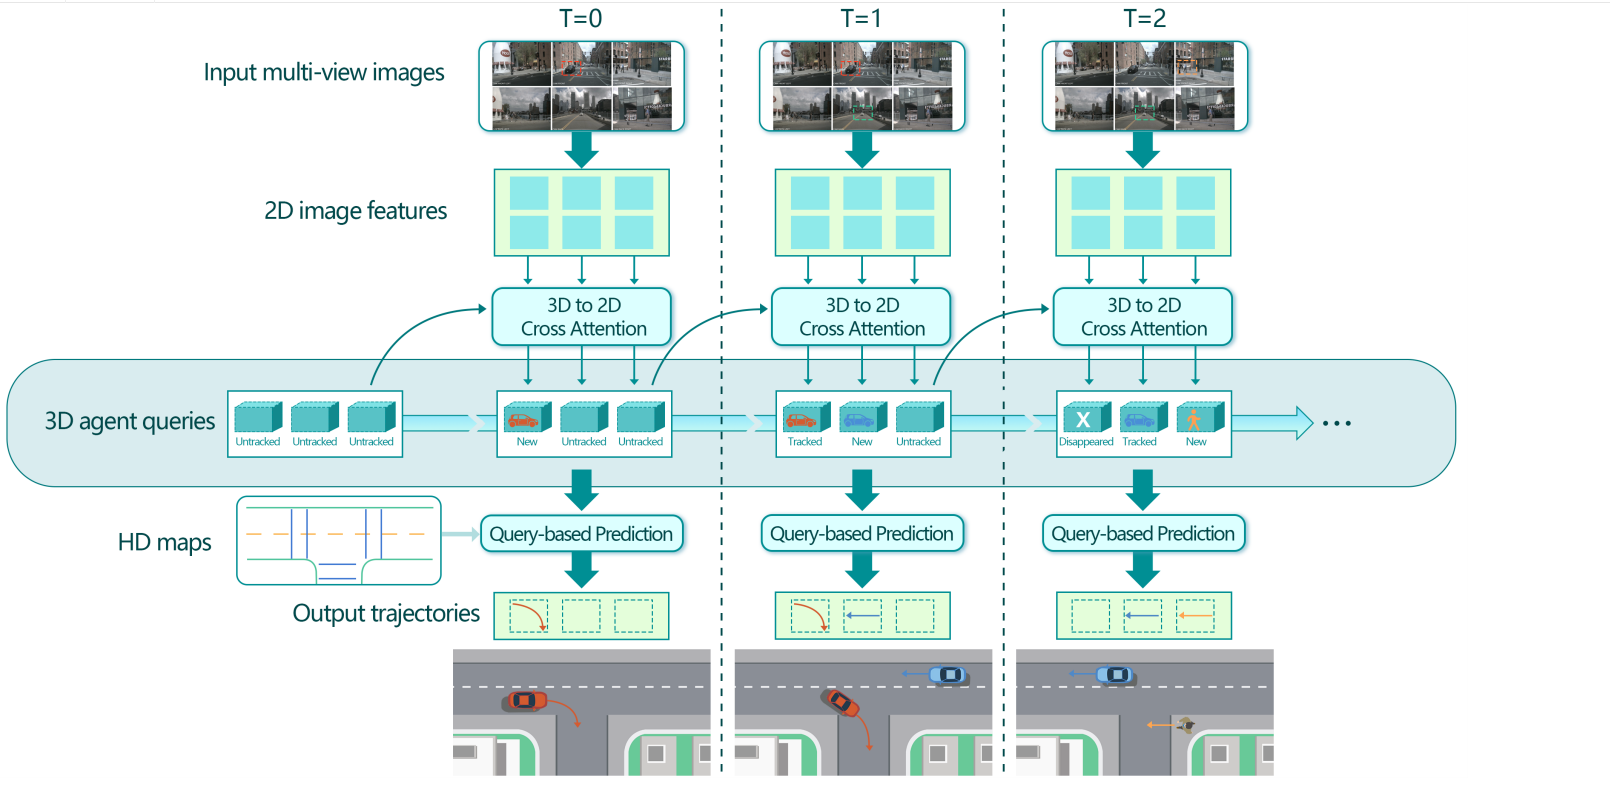 T=0
T=1
T=2
Input multi-view images
2D image features
3D to 2D
Cross Attention
3D to 2D
Cross Attention
3D to 2D
Cross Attention
3D agent queries
Untracked
Untracked
Untracked
New
Untracked
Untracked
Tracked
New
Untracked
X
Disappeared
Tracked
New
...
HD maps
Query-based Prediction
Query-based Prediction
Query-based Prediction
Output trajectories